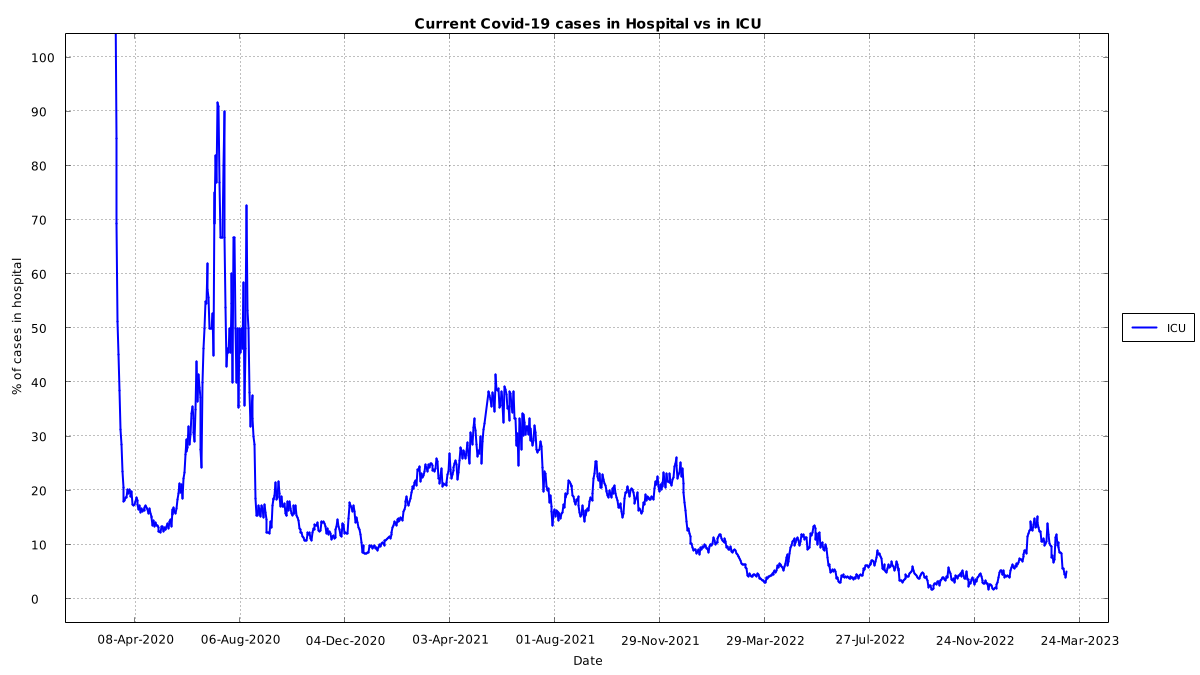 Current Covid-19 cases in Hospital vs in ICU
100
90
80
70
60
50
40
30
20
10
0
% of cases in hospital
08-Apr-2020
06-Aug-2020
04-Dec-2020
03-Apr-2021
01-Aug-2021
29-Nov-2021
29-Mar-2022
27-Jul-2022
24-Nov-2022
24-Mar-2023
Date
ICU